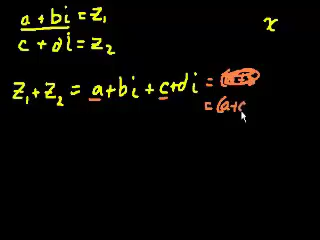 a + bi = z₁
x
c + di = z₂
z₁ + z₂ = a + bi + c + di =
= (a+c